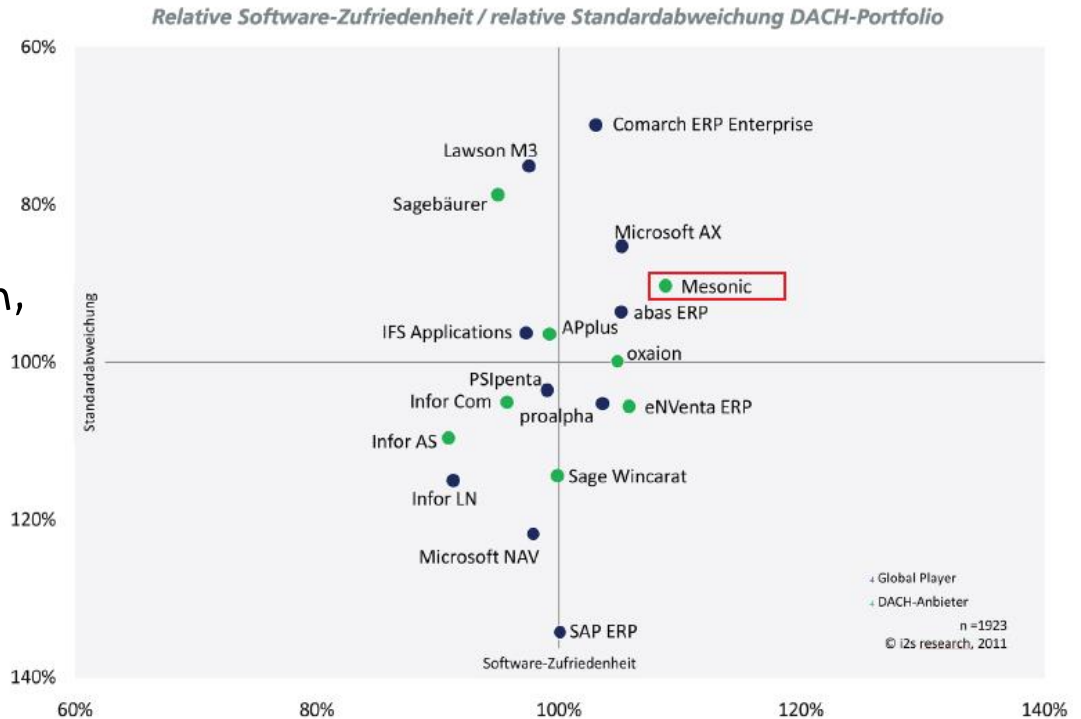 Relative Software-Zufriedenheit / relative Standardabweichung DACH-Portfolio
60%
Comarch ERP Enterprise
Lawson M3
80%
Sagebäurer
Microsoft AX
Mesonic
n,
abas ERP
IFS Applications
APplus
oxaion
100%
Standardabweichung
PSIpenta
Infor Com
eNVenta ERP
proalpha
Infor AS
Sage Wincarat
Infor LN
120%
Microsoft NAV
Global Player
DACH-Anbieter
n =1923
SAP ERP
© i2s research, 2011
Software-Zufriedenheit
140%
60%
80%
100%
120%
140%